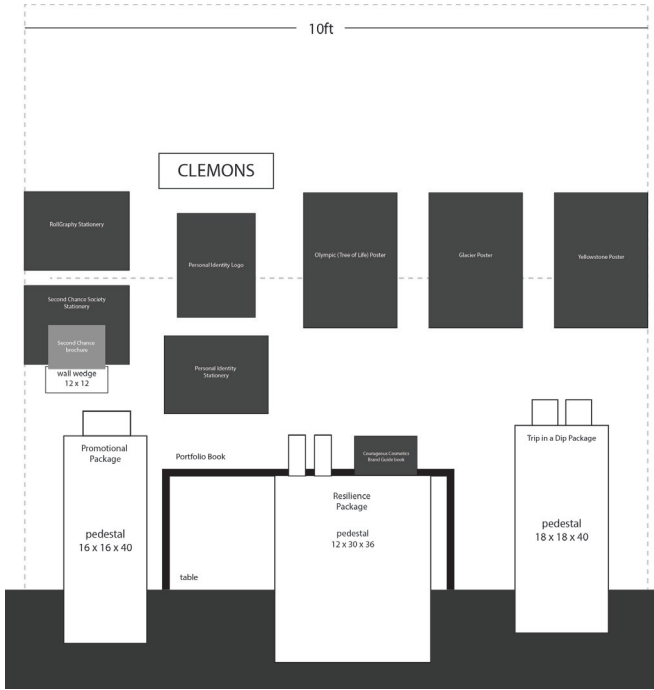 10ft
CLEMONS
RollGraphy Stationery
Personal Identity Logo
Olympic (Tree of Life) Poster
Glacier Poster
Yellowstone Poster
Second Chance Society
Stationery
Second Chance
brochure
wall wedge
12 x 12
Personal Identity
Stationery
Promotional
Package
pedestal
16 x 16 x 40
Portfolio Book
table
Courageous Cosmetics
Brand Guide book
Resilience
Package
pedestal
12 x 30 x 36
Trip in a Dip Package
pedestal
18 x 18 x 40